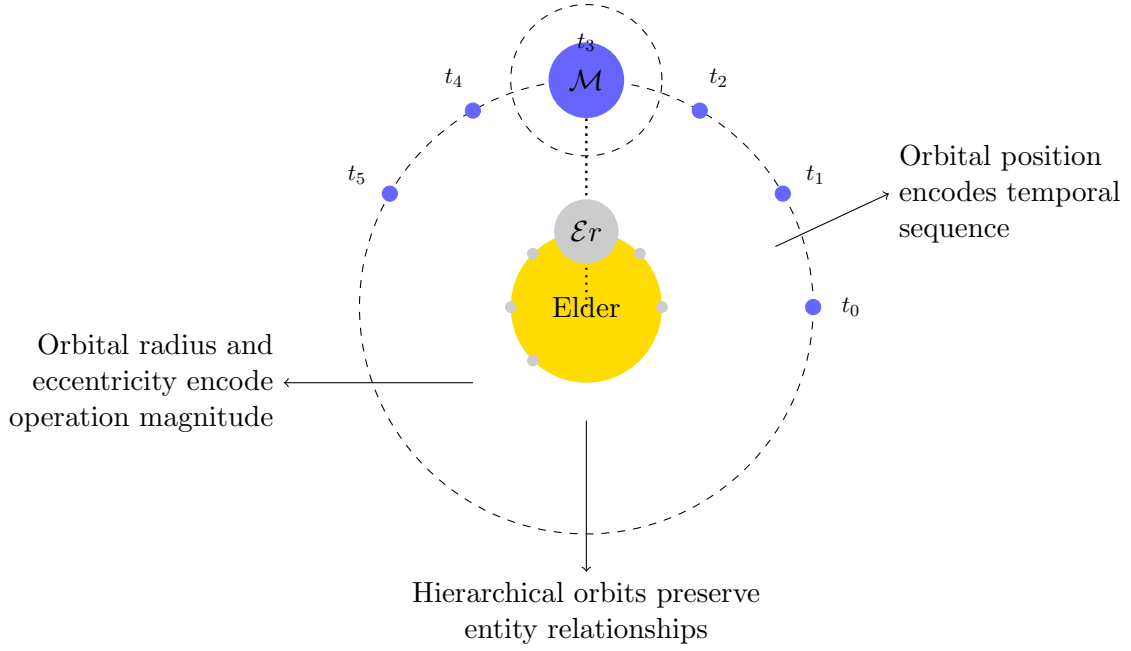 t₃
ℳ
t₄
t₂
t₅
t₁
Orbital position
encodes temporal
sequence
ℰr
Elder
t₀
Orbital radius and
eccentricity encode
operation magnitude
Hierarchical orbits preserve
entity relationships